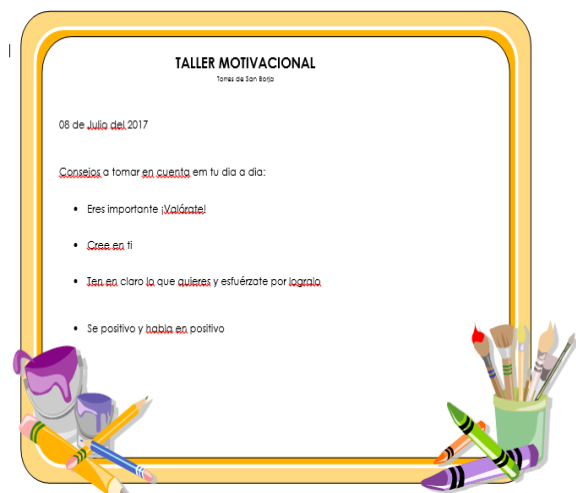 TALLER MOTIVACIONAL
Torres de San Borja
08 de Julio del 2017
Consejos a tomar en cuenta em tu dia a dia:
• Eres importante ¡Valórate!
• Cree en ti
• Ten en claro lo que quieres y esfuérzate por logralo
• Se positivo y habla en positivo